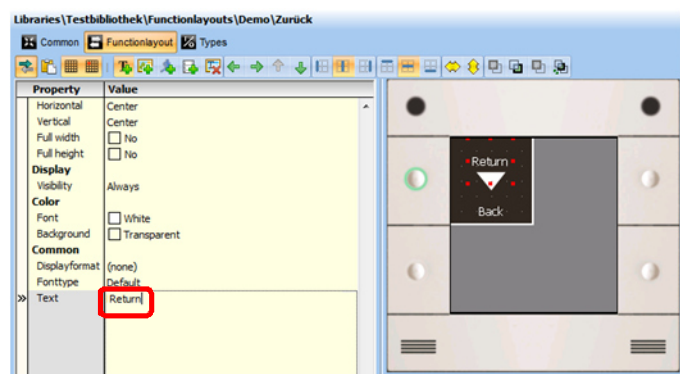 Libraries\Testbibliothek\Functionlayouts\Demo\Zurück
Common Functionlayout Types
Property Value
Horizontal Center
Vertical Center
Full width No
Full height No
Display
Visibility Always
Color
Font White
Background Transparent
Common
Displayformat (none)
Fonttype Default
» Text Return
Return
Back